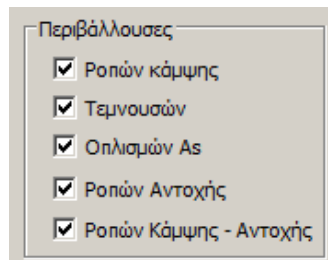 Περιβάλλουσες
Ροπών κάμψης
Τεμνουσών
Οπλισμών As
Ροπών Αντοχής
Ροπών Κάμψης - Αντοχής